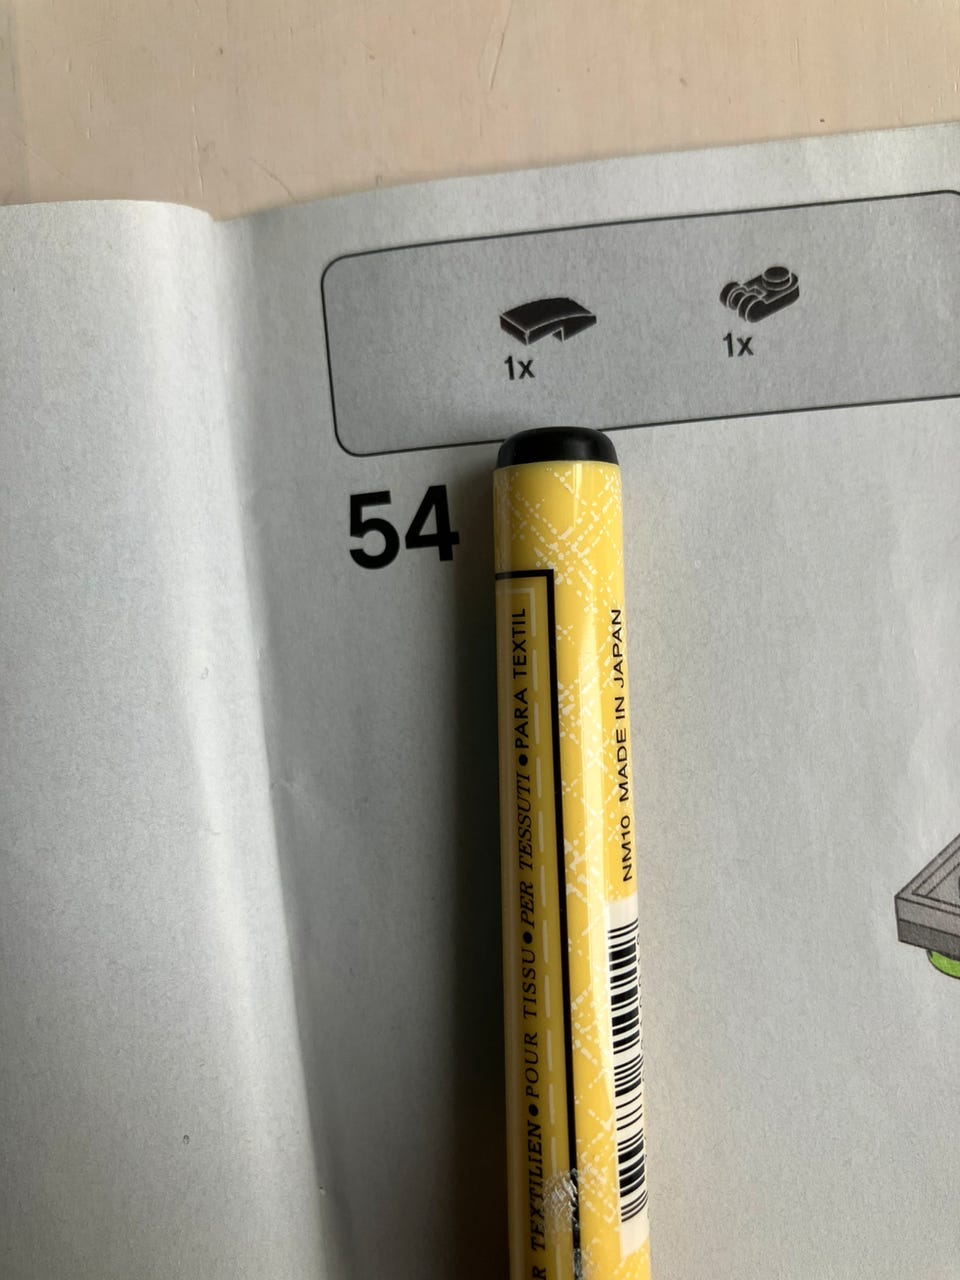 1x
1x
54
TEXTILIEN • POUR TISSU • PER TESSUTI • PARA TEXTIL
NM10 MADE IN JAPAN